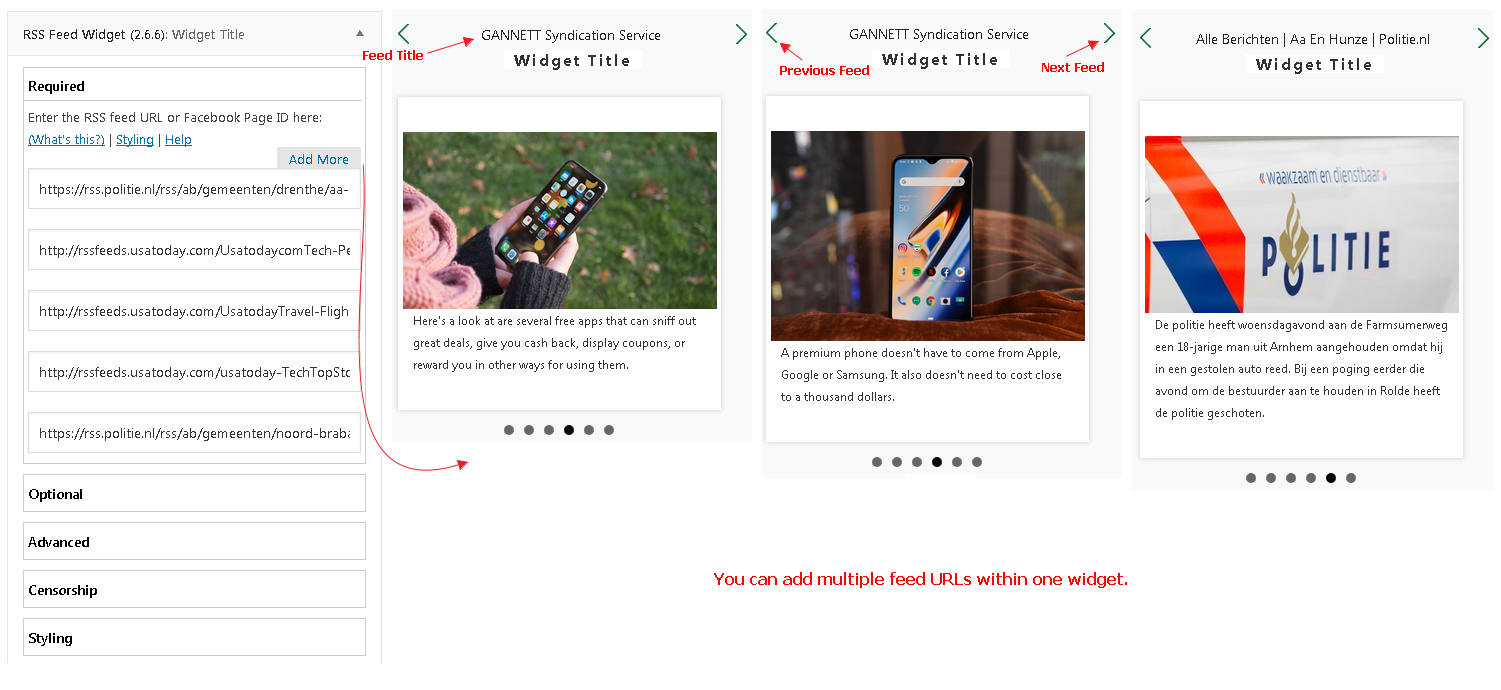 RSS Feed Widget (2.6.6): Widget Title
Required
Enter the RSS feed URL or Facebook Page ID here:
(What's this?) | Styling | Help
Add More
https://rss.politie.nl/rss/ab/gemeenten/drenthe/aa-
http://rssfeeds.usatoday.com/UsatodaycomTech-Pe
http://rssfeeds.usatoday.com/UsatodayTravel-Fligh
http://rssfeeds.usatoday.com/usatoday-TechTopSto
https://rss.politie.nl/rss/ab/gemeenten/noord-braba
Optional
Advanced
Censorship
Styling
Feed Title
GANNETT Syndication Service
Widget Title
Here's a look at are several free apps that can sniff out
great deals, give you cash back, display coupons, or
reward you in other ways for using them.
GANNETT Syndication Service
Widget Title
Previous Feed
Next Feed
A premium phone doesn't have to come from Apple,
Google or Samsung. It also doesn't need to cost close
to a thousand dollars.
Alle Berichten | Aa En Hunze | Politie.nl
Widget Title
« waakzaam en dienstbaar »
POLITIE
De politie heeft woensdagavond aan de Farmsumerweg
een 18-jarige man uit Arnhem aangehouden omdat hij
in een gestolen auto reed. Bij een poging eerder die
avond om de bestuurder aan te houden in Rolde heeft
de politie geschoten.
You can add multiple feed URLs within one widget.